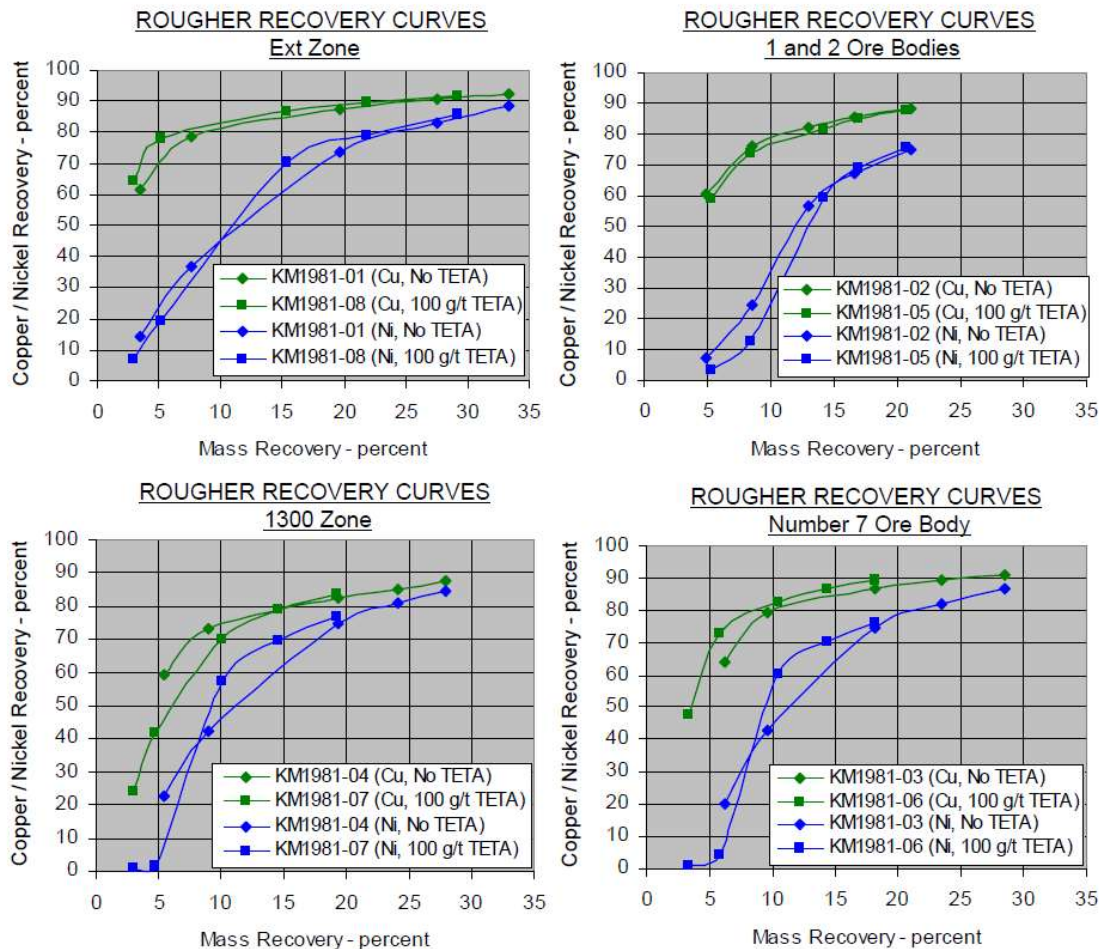 ROUGHER RECOVERY CURVES
Ext Zone
Copper / Nickel Recovery - percent
100
90
80
70
60
50
40
30
20
10
0
KM1981-01 (Cu, No TETA)
KM1981-08 (Cu, 100 g/t TETA)
KM1981-01 (Ni, No TETA)
KM1981-08 (Ni, 100 g/t TETA)
0 5 10 15 20 25 30 35
Mass Recovery - percent
ROUGHER RECOVERY CURVES
1 and 2 Ore Bodies
Copper / Nickel Recovery - percent
100
90
80
70
60
50
40
30
20
10
0
KM1981-02 (Cu, No TETA)
KM1981-05 (Cu, 100 g/t TETA)
KM1981-02 (Ni, No TETA)
KM1981-05 (Ni, 100 g/t TETA)
0 5 10 15 20 25 30 35
Mass Recovery - percent
ROUGHER RECOVERY CURVES
1300 Zone
Copper / Nickel Recovery - percent
100
90
80
70
60
50
40
30
20
10
0
KM1981-04 (Cu, No TETA)
KM1981-07 (Cu, 100 g/t TETA)
KM1981-04 (Ni, No TETA)
KM1981-07 (Ni, 100 g/t TETA)
0 5 10 15 20 25 30 35
Mass Recovery - percent
ROUGHER RECOVERY CURVES
Number 7 Ore Body
Copper / Nickel Recovery - percent
100
90
80
70
60
50
40
30
20
10
0
KM1981-03 (Cu, No TETA)
KM1981-06 (Cu, 100 g/t TETA)
KM1981-03 (Ni, No TETA)
KM1981-06 (Ni, 100 g/t TETA)
0 5 10 15 20 25 30 35
Mass Recovery - percent